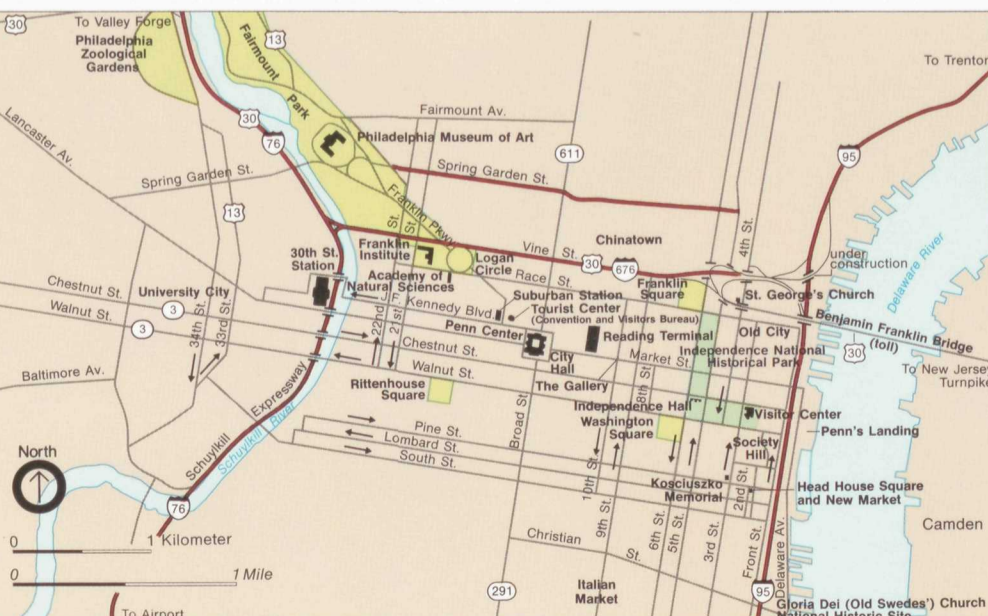 30
To Valley Forge
Philadelphia
Zoological
Gardens
Fairmount
Park
13
To Trenton
Lancaster Av.
30
76
Fairmount Av.
Philadelphia Museum of Art
611
95
Spring Garden St.
Spring Garden St.
13
Franklin Pkwy.
St.
St.
4th St.
Delaware River
30th St.
Station
Franklin
Institute
Logan
Circle
Vine St.
30
676
Chinatown
under
construction
Academy of
Natural Sciences
Race St.
Franklin
Square
St. George's Church
Chestnut St.
Walnut St.
University City
3
3
34th St.
33rd St.
J.F. Kennedy Blvd.
22nd
21st
Suburban Station
Tourist Center
(Convention and Visitors Bureau)
Penn Center
City
Hall
Reading Terminal
Old City
Benjamin Franklin Bridge
(toll)
30
To New Jersey
Turnpike
Chestnut St.
Walnut St.
Market St.
Independence National
Historical Park
The Gallery
8th St.
Baltimore Av.
Rittenhouse
Square
Broad St.
Independence Hall
Washington
Square
Visitor Center
Penn's Landing
Society
Hill
Schuylkill Expressway
Schuylkill River
Pine St.
Lombard St.
South St.
North
76
10th St.
9th St.
6th St.
5th St.
3rd St.
2nd St.
Front St.
Delaware Av.
Kosciuszko
Memorial
Head House Square
and New Market
Camden
0 1 Kilometer
0 1 Mile
Christian St.
291
Italian
Market
95
Gloria Dei (Old Swedes') Church
National Historic Site
To Airport